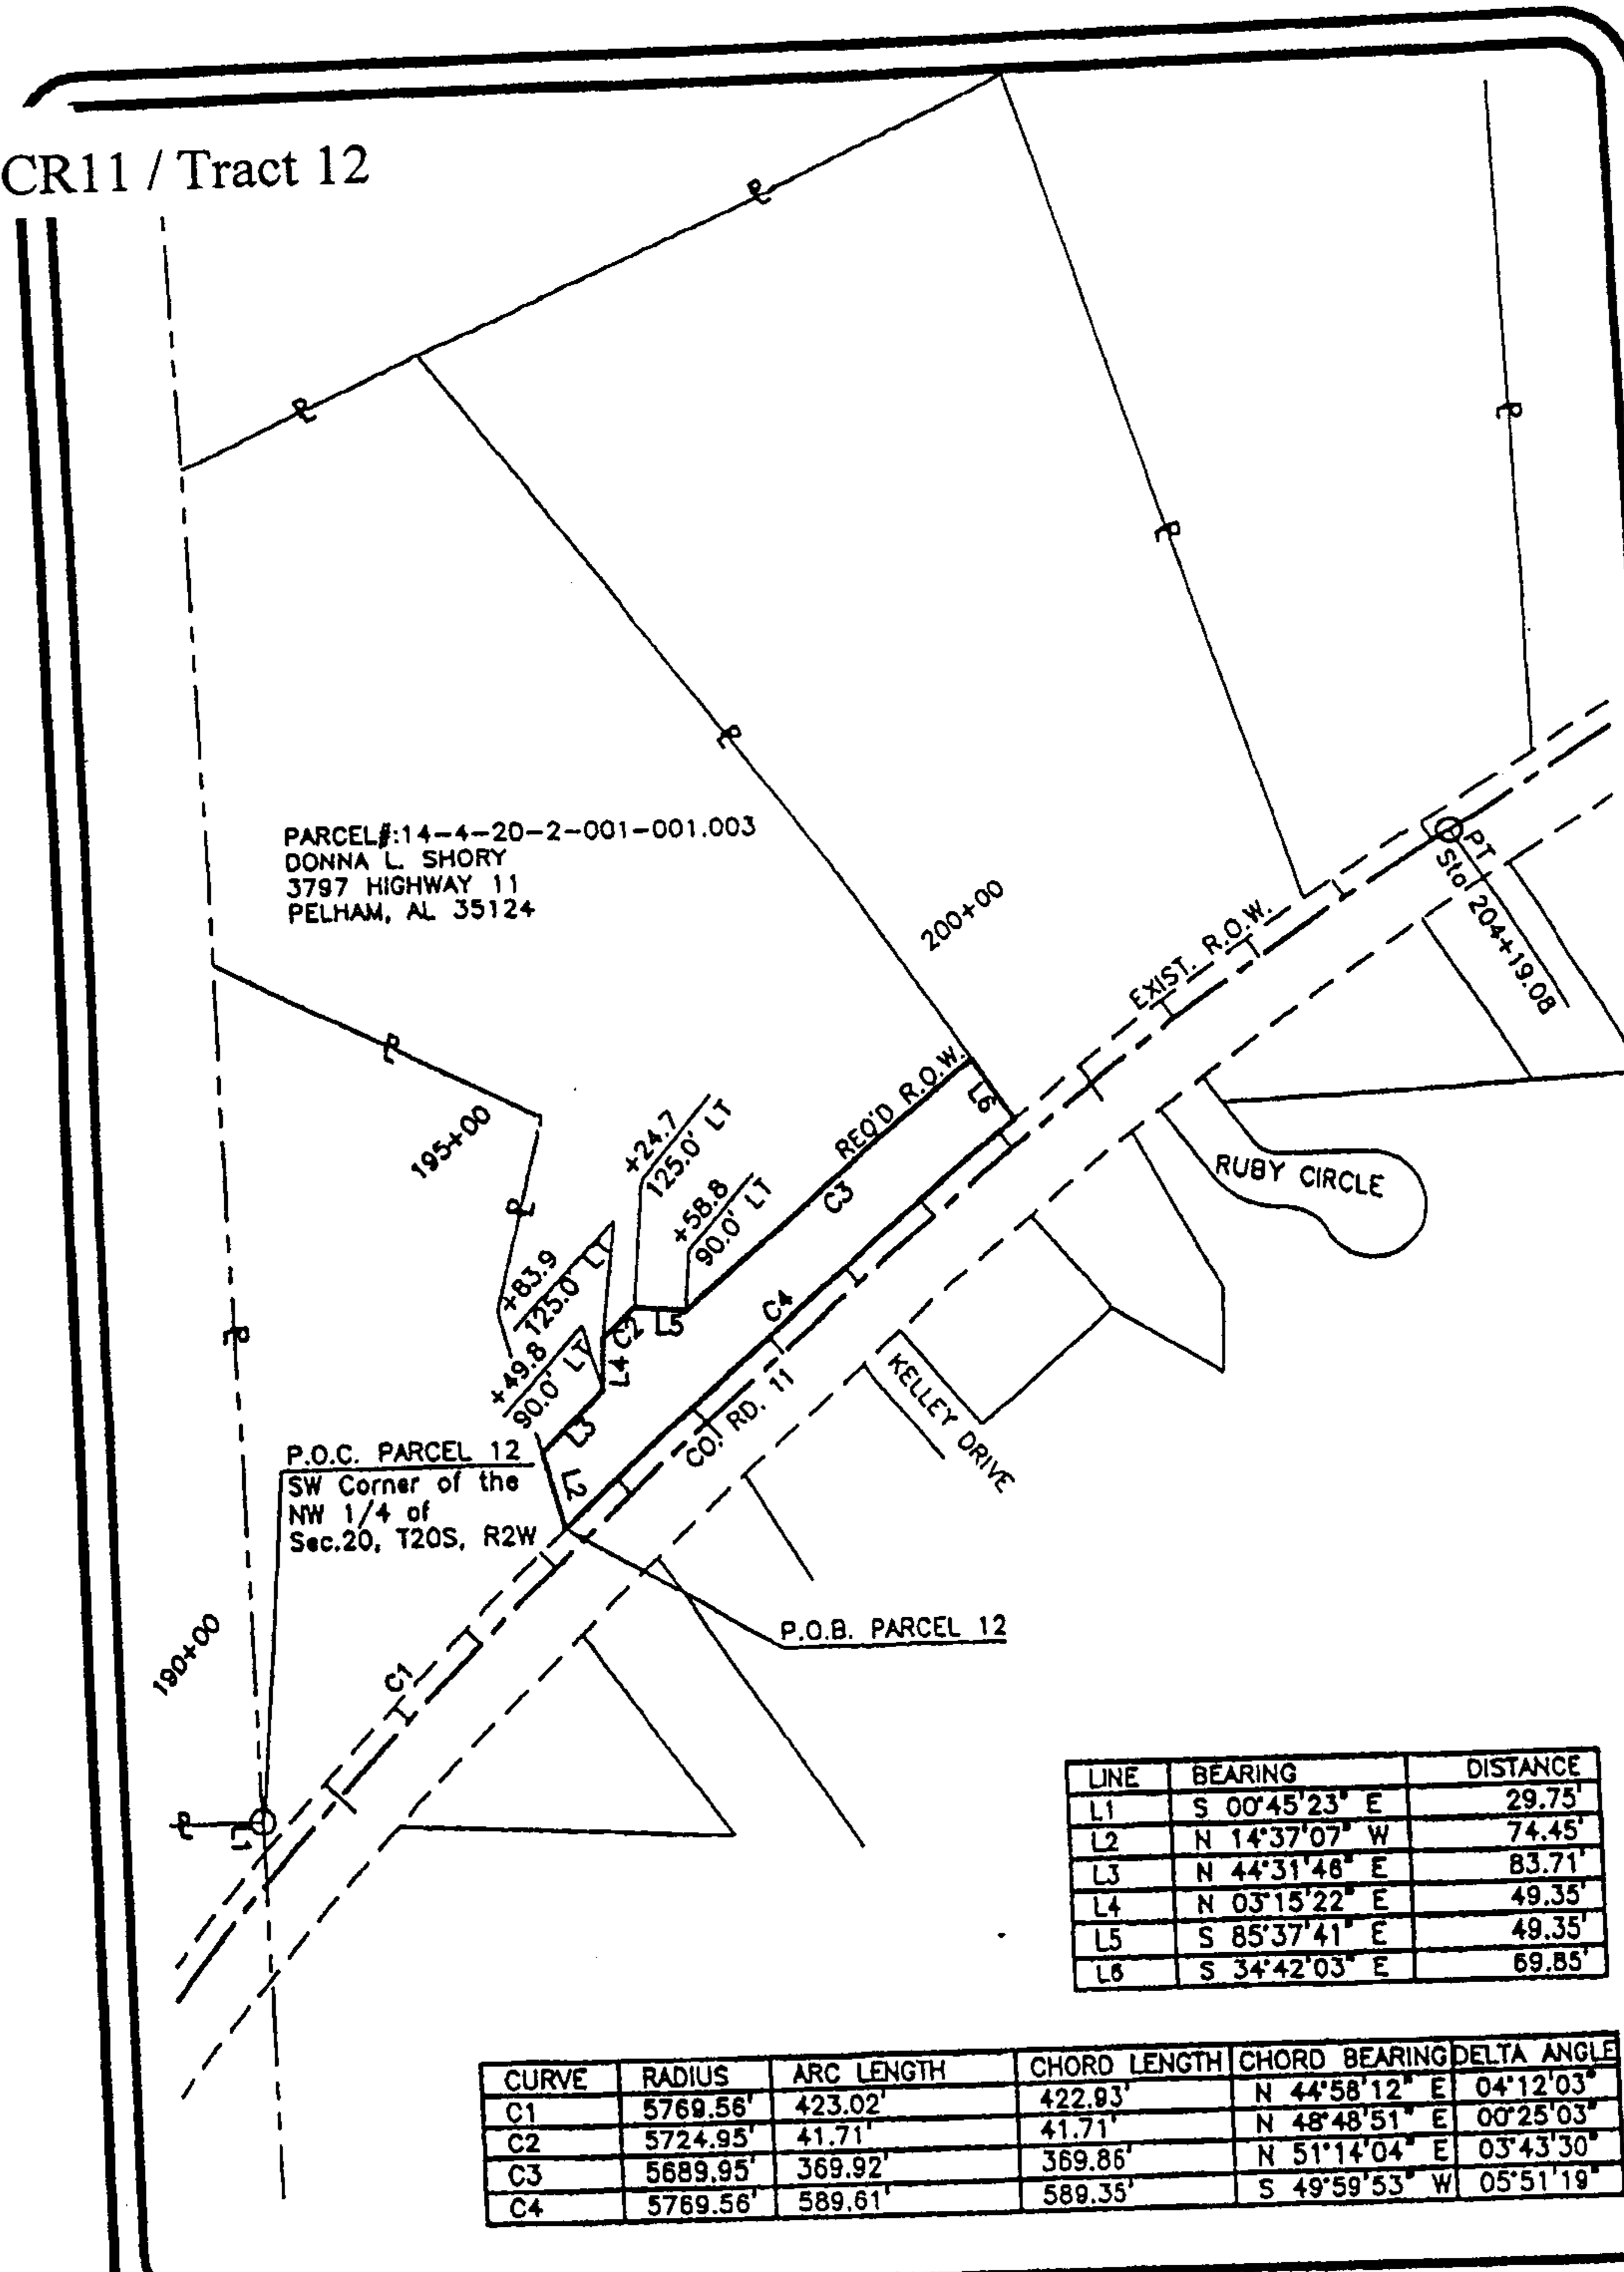 CR11 / Tract 12
PARCEL#:14-4-20-2-001-001.003
DONNA L. SHORY
3797 HIGHWAY 11
PELHAM, AL 35124
200+00
EXIST. R.O.W.
PT
Sta 204+19.08
REQ'D R.O.W.
L6
195+00
+24.7
125.0' LT
+58.8
90.0' LT
C3
RUBY CIRCLE
+83.9
125.0' LT
C2
L5
C4
+49.8
90.0' LT
L4
L3
KELLEY DRIVE
CO. RD. 11
P.O.C. PARCEL 12
SW Corner of the
NW 1/4 of
Sec.20, T20S, R2W
L2
P.O.B. PARCEL 12
190+00
C1
L1
LINE BEARING DISTANCE
L1 S 00°45'23" E 29.75'
L2 N 14°37'07" W 74.45'
L3 N 44°31'46" E 83.71'
L4 N 03°15'22" E 49.35'
L5 S 85°37'41" E 49.35'
L6 S 34°42'03" E 69.85'
CURVE RADIUS ARC LENGTH CHORD LENGTH CHORD BEARING DELTA ANGLE
C1 5769.56' 423.02' 422.93' N 44°58'12" E 04°12'03"
C2 5724.95' 41.71' 41.71' N 48°48'51" E 00°25'03"
C3 5689.95' 369.92' 369.86' N 51°14'04" E 03°43'30"
C4 5769.56' 589.61' 589.35' S 49°59'53" W 05°51'19"